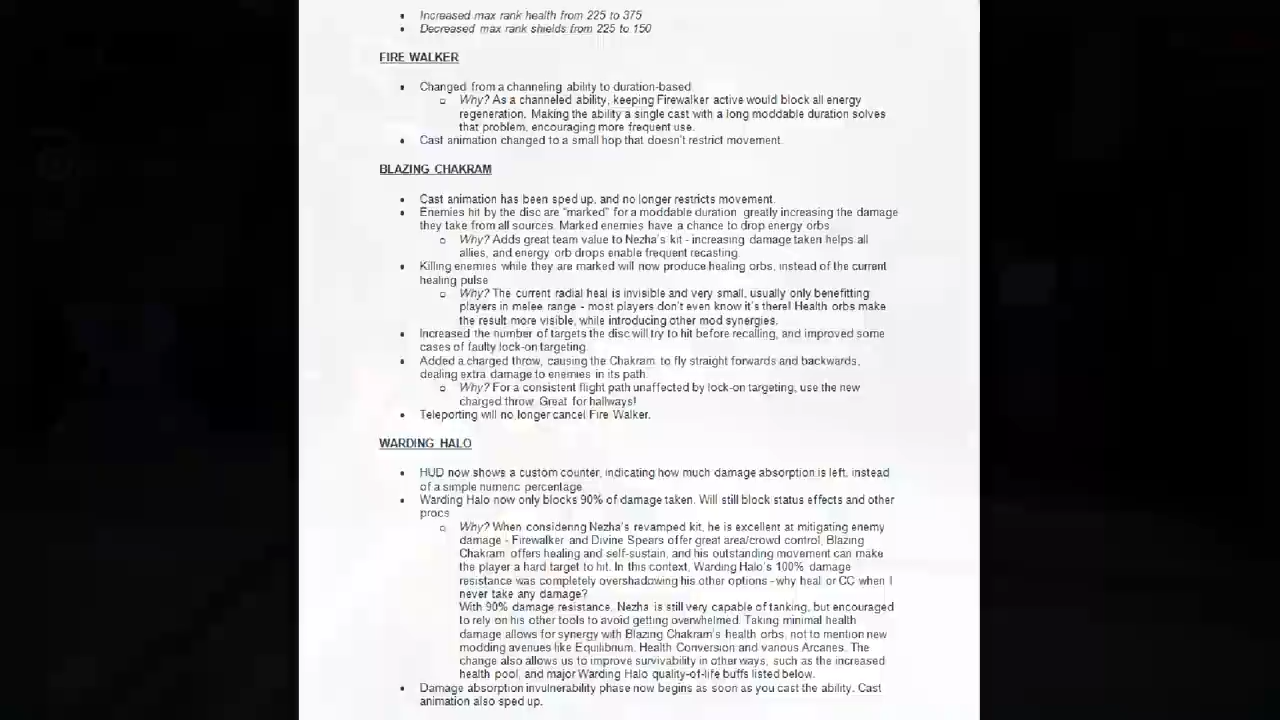 Increased max rank health from 225 to 375
Decreased max rank shields from 225 to 150
FIRE WALKER
Changed from a channeling ability to duration-based.
Why? As a channeled ability, keeping Firewalker active would block all energy
regeneration. Making the ability a single cast with a long moddable duration solves
that problem, encouraging more frequent use.
Cast animation changed to a small hop that doesn't restrict movement.
BLAZING CHAKRAM
Cast animation has been sped up, and no longer restricts movement.
Enemies hit by the disc are "marked" for a moddable duration, greatly increasing the damage
they take from all sources. Marked enemies have a chance to drop energy orbs.
Why? Adds great team value to Nezha's kit - increasing damage taken helps all
allies, and energy orb drops enable frequent recasting.
Killing enemies while they are marked will now produce healing orbs, instead of the current
healing pulse.
Why? The current radial heal is invisible and very small, usually only benefitting
players in melee range - most players don't even know it's there! Health orbs make
the result more visible, while introducing other mod synergies.
Increased the number of targets the disc will try to hit before recalling, and improved some
cases of faulty lock-on targeting.
Added a charged throw, causing the Chakram to fly straight forwards and backwards,
dealing extra damage to enemies in its path.
Why? For a consistent flight path unaffected by lock-on targeting, use the new
charged throw. Great for hallways!
Teleporting will no longer cancel Fire Walker.
WARDING HALO
HUD now shows a custom counter, indicating how much damage absorption is left, instead
of a simple numeric percentage.
Warding Halo now only blocks 90% of damage taken. Will still block status effects and other
procs.
Why? When considering Nezha's revamped kit, he is excellent at mitigating enemy
damage - Firewalker and Divine Spears offer great area/crowd control, Blazing
Chakram offers healing and self-sustain, and his outstanding movement can make
the player a hard target to hit. In this context, Warding Halo's 100% damage
resistance was completely overshadowing his other options - why heal or CC when I
never take any damage?
With 90% damage resistance, Nezha is still very capable of tanking, but encouraged
to rely on his other tools to avoid getting overwhelmed. Taking minimal health
damage allows for synergy with Blazing Chakram's health orbs, not to mention new
modding avenues like Equilibrium, Health Conversion and various Arcanes. The
change also allows us to improve survivability in other ways, such as the increased
health pool, and major Warding Halo quality-of-life buffs listed below.
Damage absorption invulnerability phase now begins as soon as you cast the ability. Cast
animation also sped up.